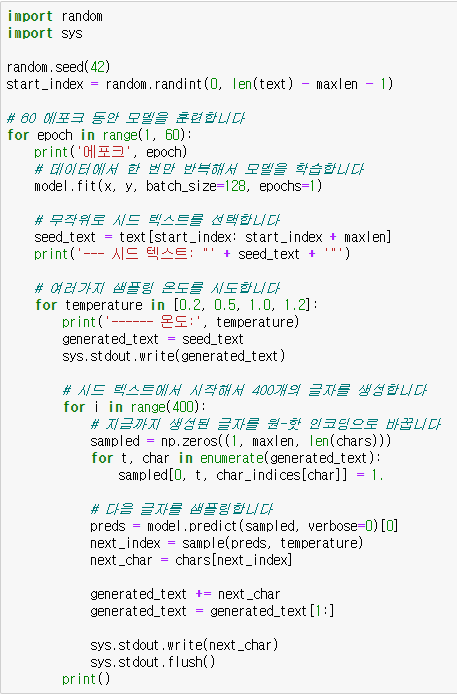 import random
import sys

random.seed(42)
start_index = random.randint(0, len(text) - maxlen - 1)

# 60 에포크 동안 모델을 훈련합니다
for epoch in range(1, 60):
    print('에포크', epoch)
    # 데이터에서 한 번만 반복해서 모델을 학습합니다
    model.fit(x, y, batch_size=128, epochs=1)

    # 무작위로 시드 텍스트를 선택합니다
    seed_text = text[start_index: start_index + maxlen]
    print('--- 시드 텍스트: "' + seed_text + '"')

    # 여러가지 샘플링 온도를 시도합니다
    for temperature in [0.2, 0.5, 1.0, 1.2]:
        print('------ 온도:', temperature)
        generated_text = seed_text
        sys.stdout.write(generated_text)

        # 시드 텍스트에서 시작해서 400개의 글자를 생성합니다
        for i in range(400):
            # 지금까지 생성된 글자를 원-핫 인코딩으로 바꿉니다
            sampled = np.zeros((1, maxlen, len(chars)))
            for t, char in enumerate(generated_text):
                sampled[0, t, char_indices[char]] = 1.

            # 다음 글자를 샘플링합니다
            preds = model.predict(sampled, verbose=0)[0]
            next_index = sample(preds, temperature)
            next_char = chars[next_index]

            generated_text += next_char
            generated_text = generated_text[1:]

            sys.stdout.write(next_char)
            sys.stdout.flush()
        print()